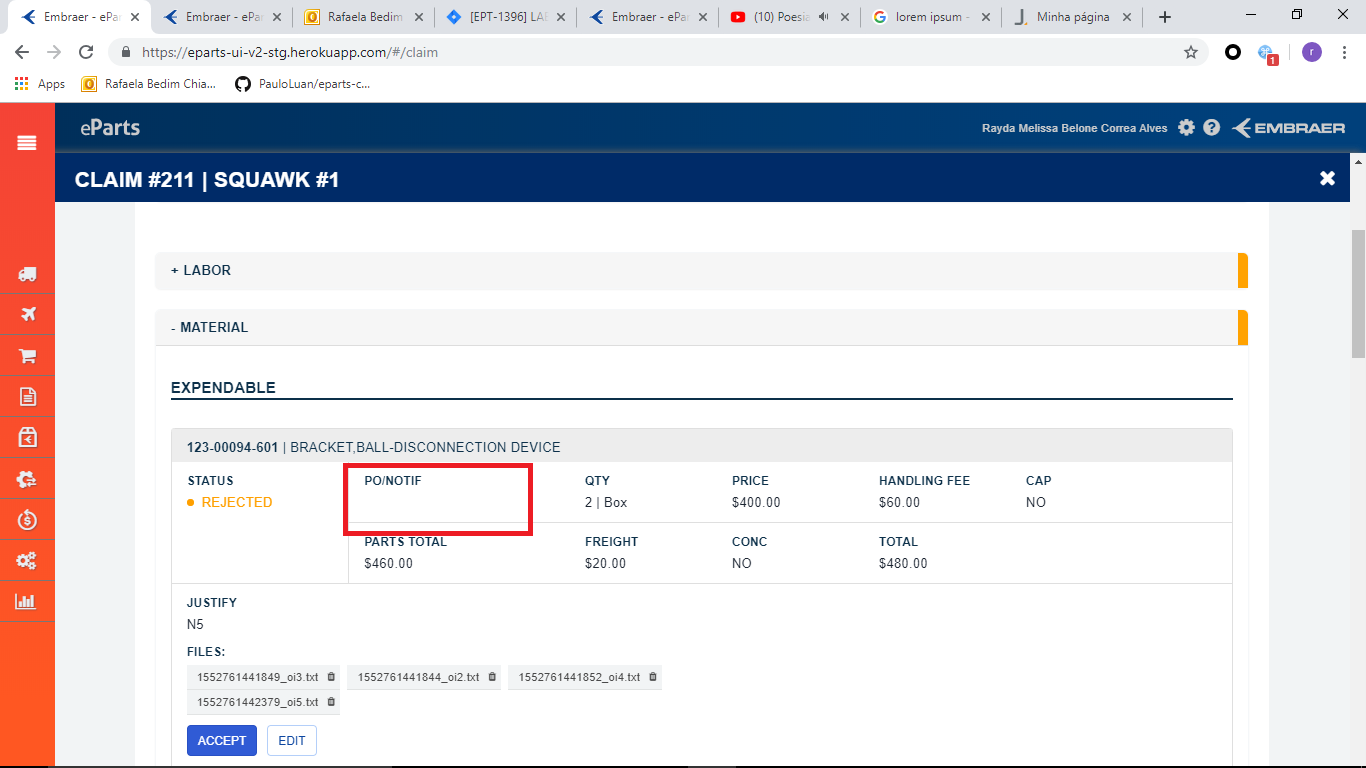 Embraer - ePar
Embraer - ePar
Rafaela Bedim
[EPT-1396] LAB
Embraer - ePar
(10) Poesia
lorem ipsum -
Minha página
https://eparts-ui-v2-stg.herokuapp.com/#/claim
1
r
Apps
Rafaela Bedim Chia...
PauloLuan/eparts-c...
eParts
Rayda Melissa Belone Correa Alves
EMBRAER
CLAIM #211 | SQUAWK #1
+ LABOR
- MATERIAL
EXPENDABLE
123-00094-601 | BRACKET,BALL-DISCONNECTION DEVICE
STATUS PO/NOTIF QTY PRICE HANDLING FEE CAP
REJECTED 2 | Box $400.00 $60.00 NO
PARTS TOTAL FREIGHT CONC TOTAL
$460.00 $20.00 NO $480.00
JUSTIFY
N5
FILES:
1552761441849_oi3.txt 1552761441844_oi2.txt 1552761441852_oi4.txt
1552761442379_oi5.txt
ACCEPT EDIT